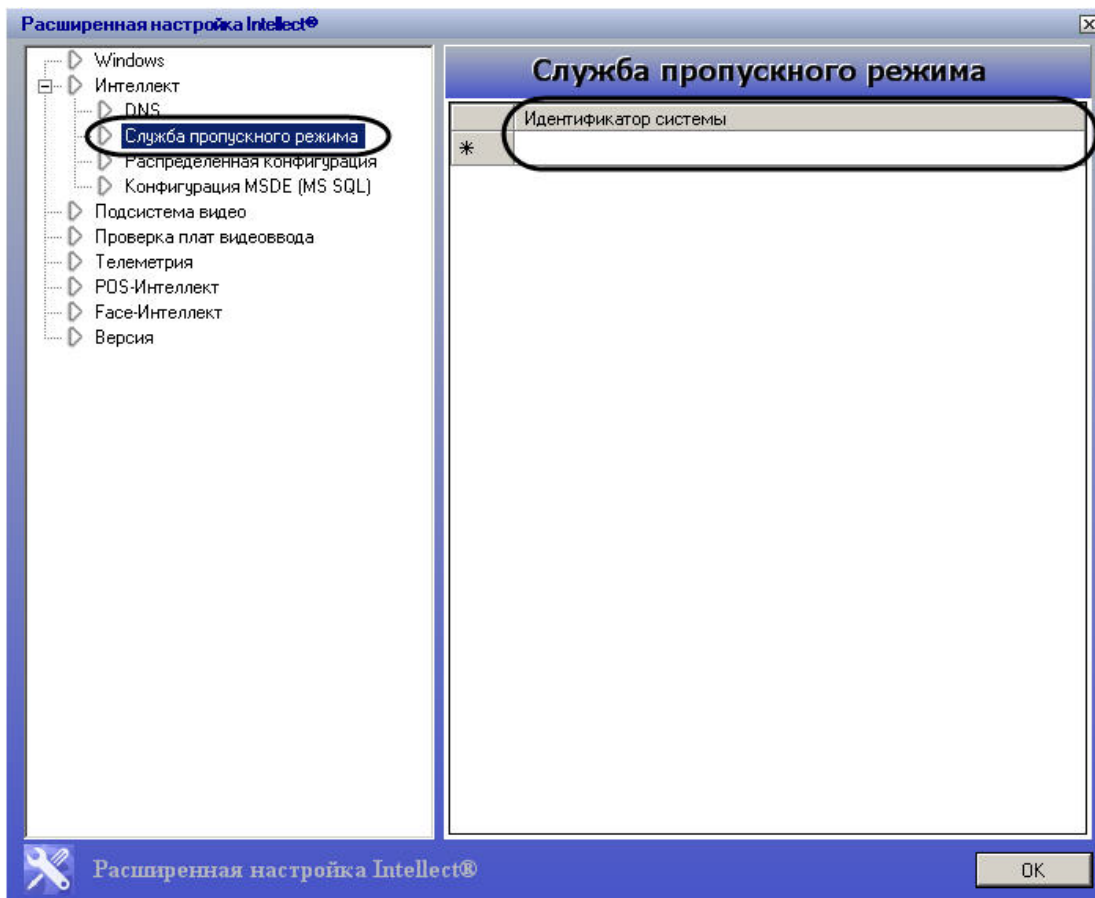 Расширенная настройка Intellect®
Windows
Интеллект
DNS
Служба пропускного режима
Распределенная конфигурация
Конфигурация MSDE (MS SQL)
Подсистема видео
Проверка плат видеоввода
Телеметрия
POS-Интеллект
Face-Интеллект
Версия
Служба пропускного режима
Идентификатор системы
*
Расширенная настройка Intellect®
OK